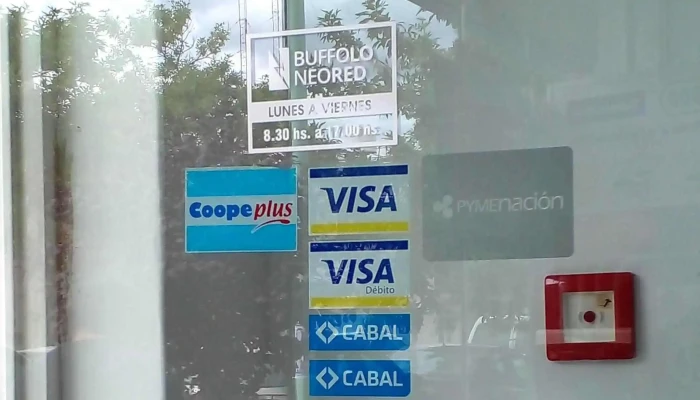 BUFFOLO
NEORED
LUNES A VIERNES
8.30 hs. a 17.00 hs.
Coopeplus
VISA
PYMEnación
VISA
Débito
CABAL
CABAL